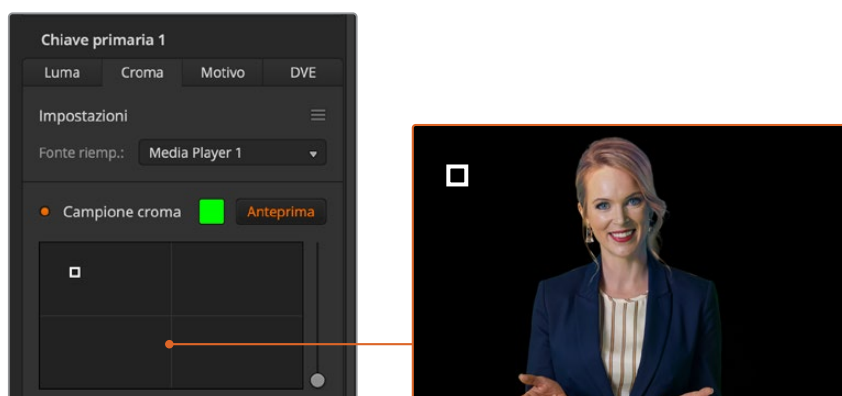 Chiave primaria 1
Luma Croma Motivo DVE
Impostazioni
Fonte riemp.: Media Player 1
Campione croma Anteprima